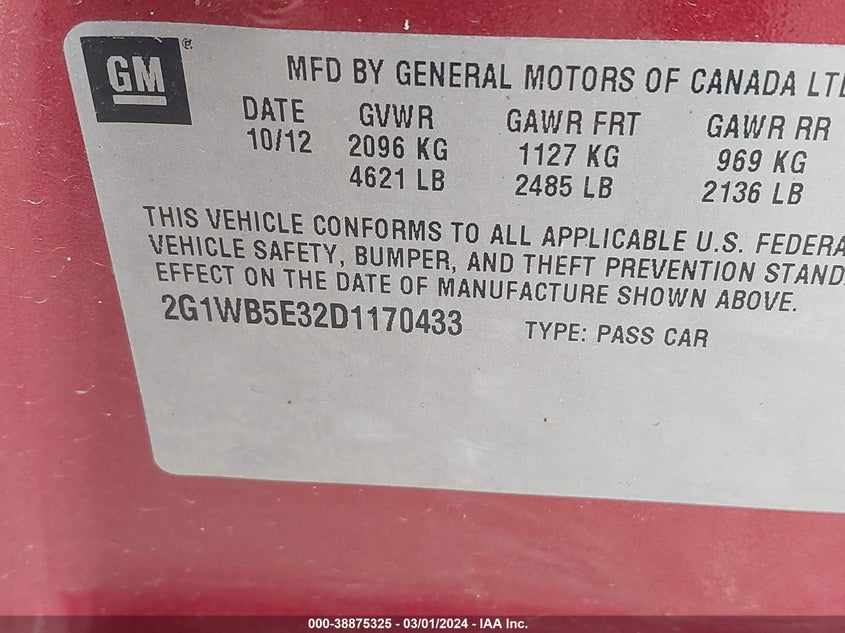 GM
MFD BY GENERAL MOTORS OF CANADA LTD
DATE GVWR GAWR FRT GAWR RR
10/12 2096 KG 1127 KG 969 KG
4621 LB 2485 LB 2136 LB
THIS VEHICLE CONFORMS TO ALL APPLICABLE U.S. FEDERA
VEHICLE SAFETY, BUMPER, AND THEFT PREVENTION STAND
EFFECT ON THE DATE OF MANUFACTURE SHOWN ABOVE.
2G1WB5E32D1170433 TYPE: PASS CAR
000-38875325 - 03/01/2024 - IAA Inc.